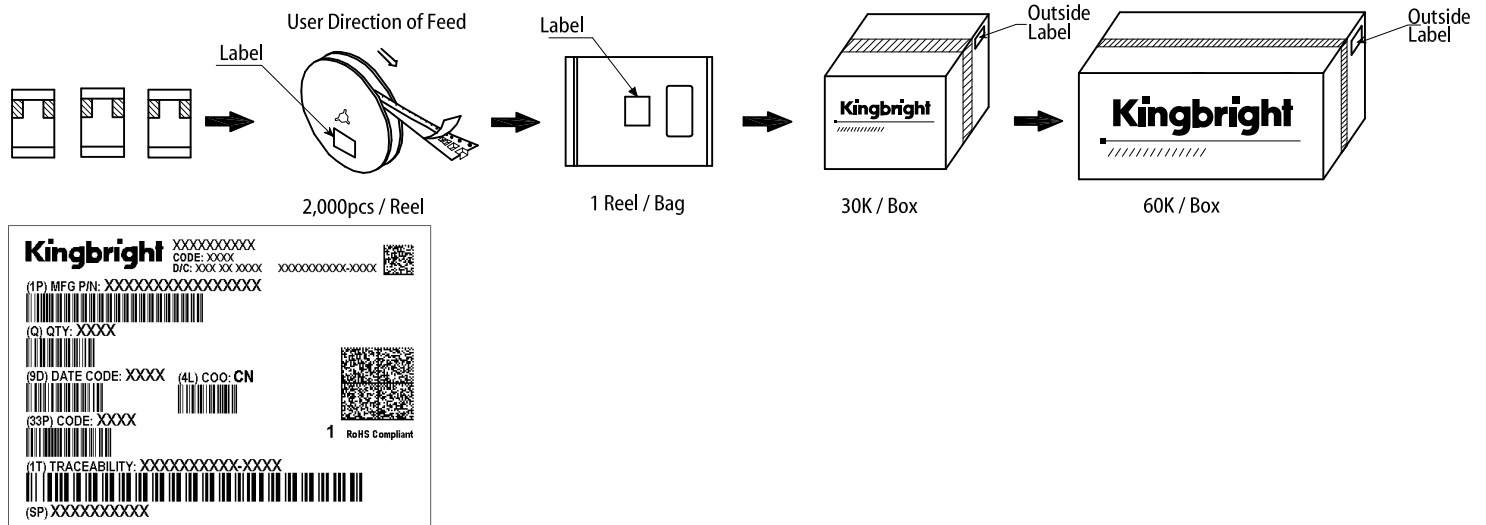 User Direction of Feed
Label
Label
Outside
Label
Outside
Label
Kingbright
Kingbright
2,000pcs / Reel
1 Reel / Bag
30K / Box
60K / Box
Kingbright
XXXXXXXXXX
CODE: XXXX
D/C: XXX XX XXXX XXXXXXXXXX-XXXX
(1P) MFG P/N: XXXXXXXXXXXXXXXX
(Q) QTY: XXXX
(9D) DATE CODE: XXXX (4L) COO: CN
(33P) CODE: XXXX
1 RoHS Compliant
(1T) TRACEABILITY: XXXXXXXXXX-XXXX
(SP) XXXXXXXXXX